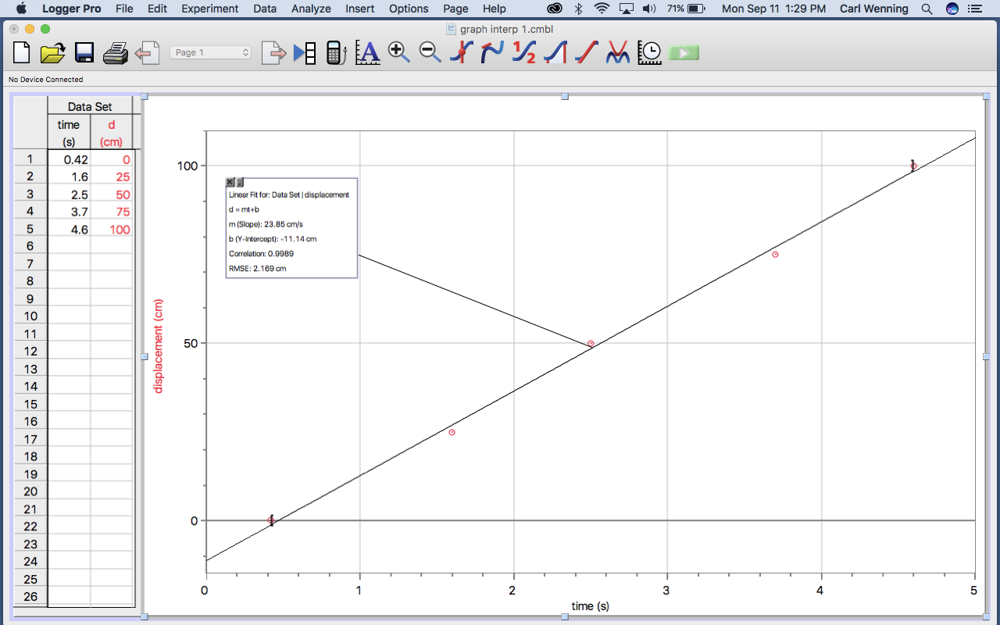 Logger Pro File Edit Experiment Data Analyze Insert Options Page Help 71% Mon Sep 11 1:29 PM Carl Wenning
graph interp 1.cmbl
Page 1
No Device Connected
Data Set
time d
(s) (cm)
1 0.42 0
2 1.6 25
3 2.5 50
4 3.7 75
5 4.6 100
6
7
8
9
10
11
12
13
14
15
16
17
18
19
20
21
22
23
24
25
26
displacement (cm)
100
50
0
Linear Fit for: Data Set | displacement
d = mt+b
m (Slope): 23.85 cm/s
b (Y-Intercept): -11.14 cm
Correlation: 0.9989
RMSE: 2.169 cm
0 1 2 3 4 5
time (s)